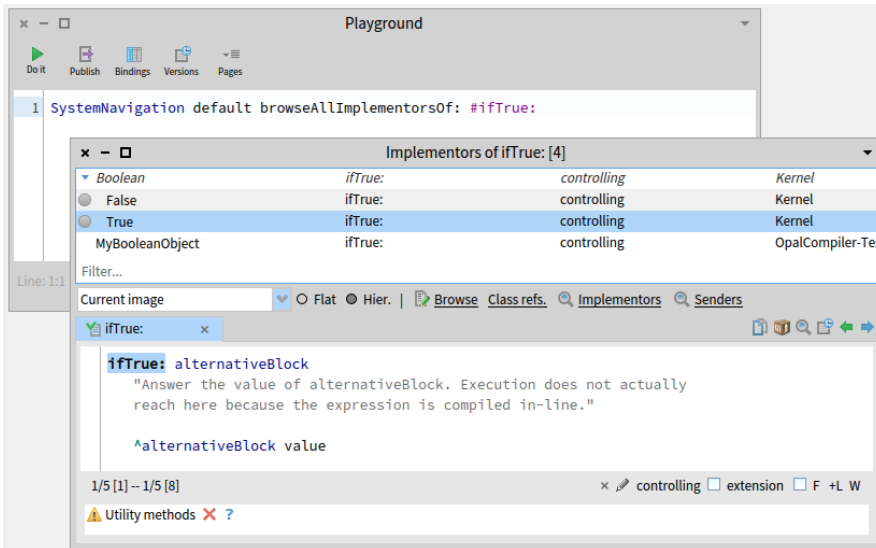 Playground
Do it Publish Bindings Versions Pages
1 SystemNavigation default browseAllImplementorsOf: #ifTrue:
Implementors of ifTrue: [4]
Boolean ifTrue: controlling Kernel
False ifTrue: controlling Kernel
True ifTrue: controlling Kernel
MyBooleanObject ifTrue: controlling OpalCompiler-Te
Filter...
Line: 1:1
Current image Flat Hier. | Browse Class refs. Implementors Senders
ifTrue: ×
ifTrue: alternativeBlock
"Answer the value of alternativeBlock. Execution does not actually
reach here because the expression is compiled in-line."
^alternativeBlock value
1/5 [1] -- 1/5 [8] × controlling extension F +L W
Utility methods ?